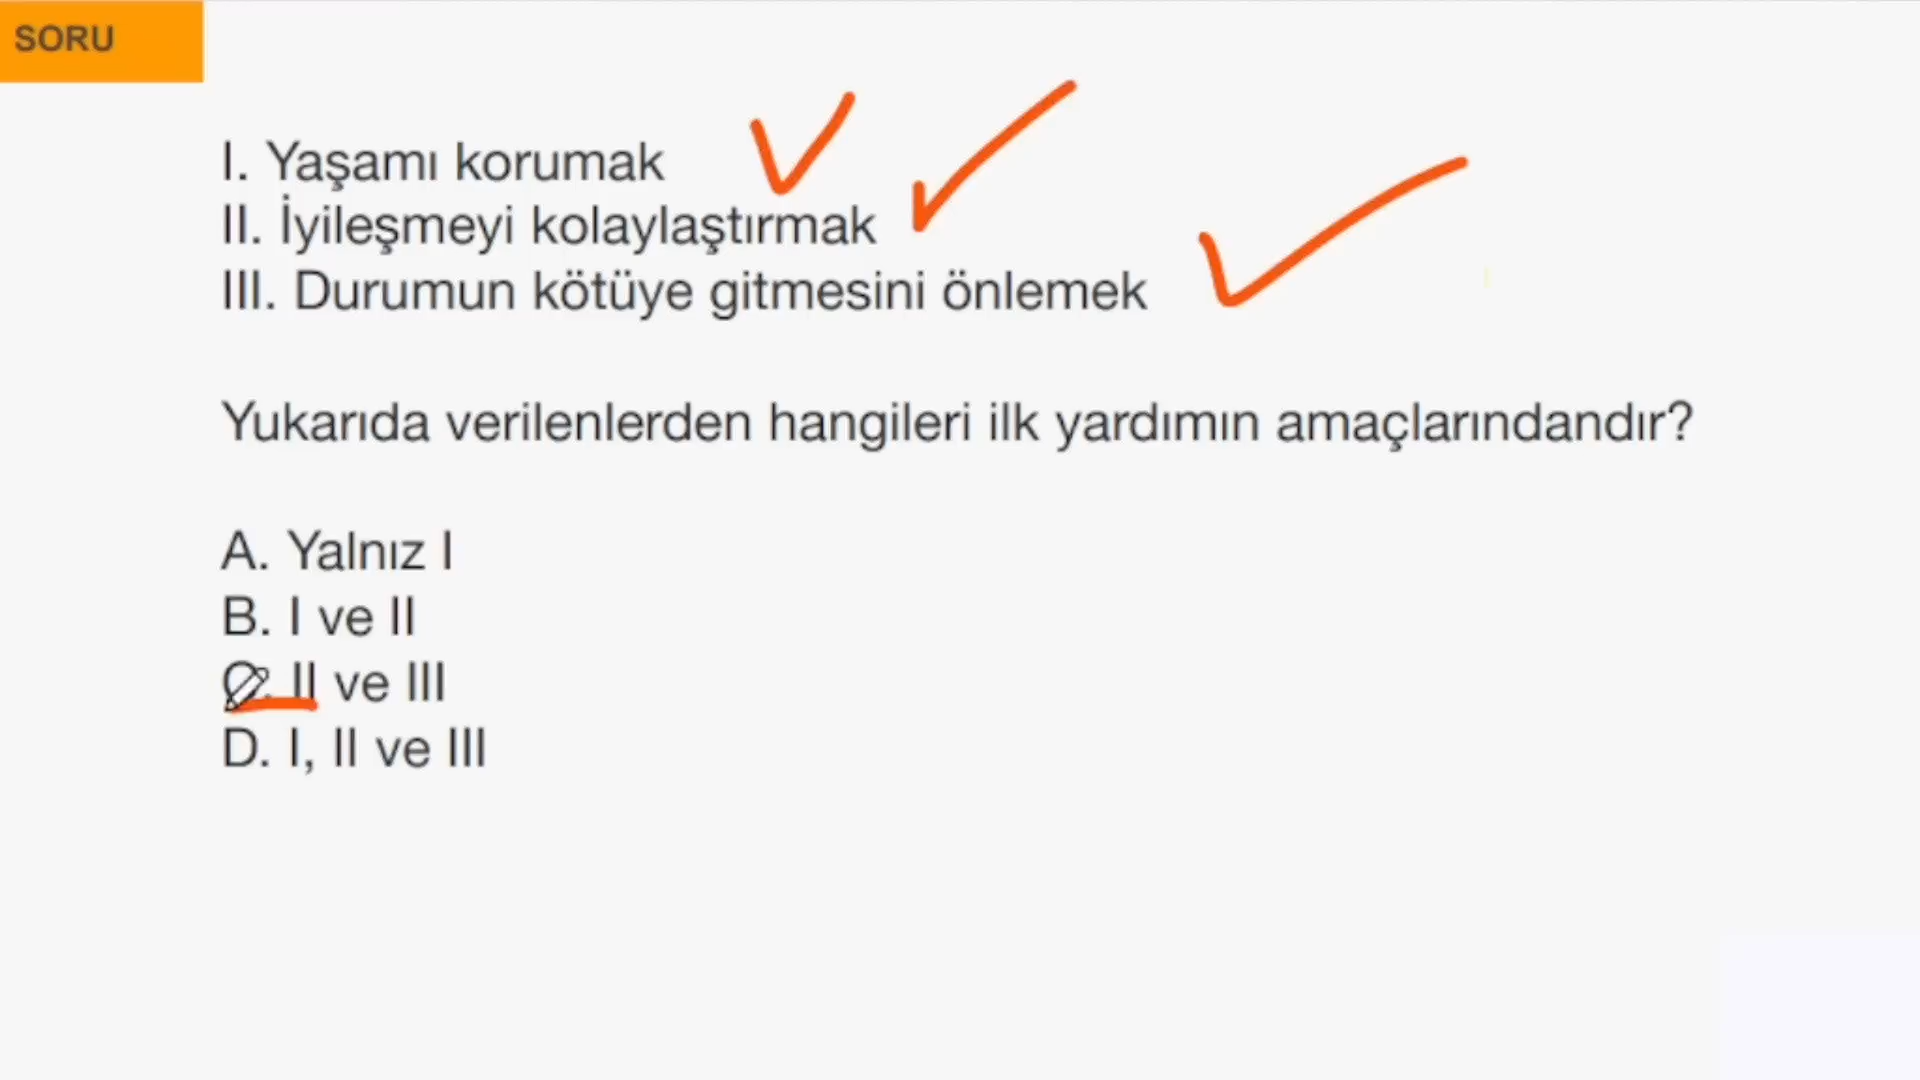 SORU
I. Yaşamı korumak
II. İyileşmeyi kolaylaştırmak
III. Durumun kötüye gitmesini önlemek
Yukarıda verilenlerden hangileri ilk yardımın amaçlarındandır?
A. Yalnız I
B. I ve II
C. II ve III
D. I, II ve III